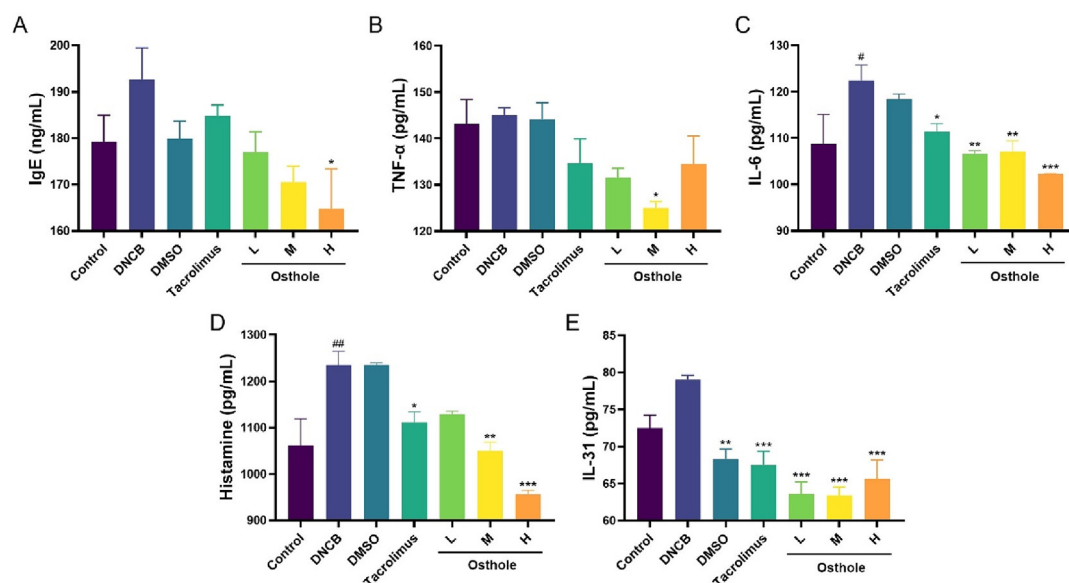 A
IgE (ng/mL)
200
190
180
170
160
*
Control
DNCB
DMSO
Tacrolimus
L
M
H
Osthole
B
TNF-α (pg/mL)
160
150
140
130
120
*
Control
DNCB
DMSO
Tacrolimus
L
M
H
Osthole
C
IL-6 (pg/mL)
130
120
110
100
90
#
*
**
**
***
Control
DNCB
DMSO
Tacrolimus
L
M
H
Osthole
D
Histamine (pg/mL)
1300
1200
1100
1000
900
##
*
**
***
Control
DNCB
DMSO
Tacrolimus
L
M
H
Osthole
E
IL-31 (pg/mL)
85
80
75
70
65
60
**
***
***
***
***
Control
DNCB
DMSO
Tacrolimus
L
M
H
Osthole